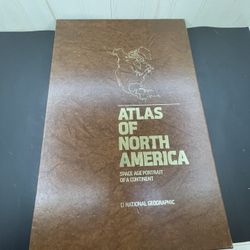 ATLAS
OF
NORTH
AMERICA
SPACE AGE PORTRAIT
OF A CONTINENT
NATIONAL GEOGRAPHIC